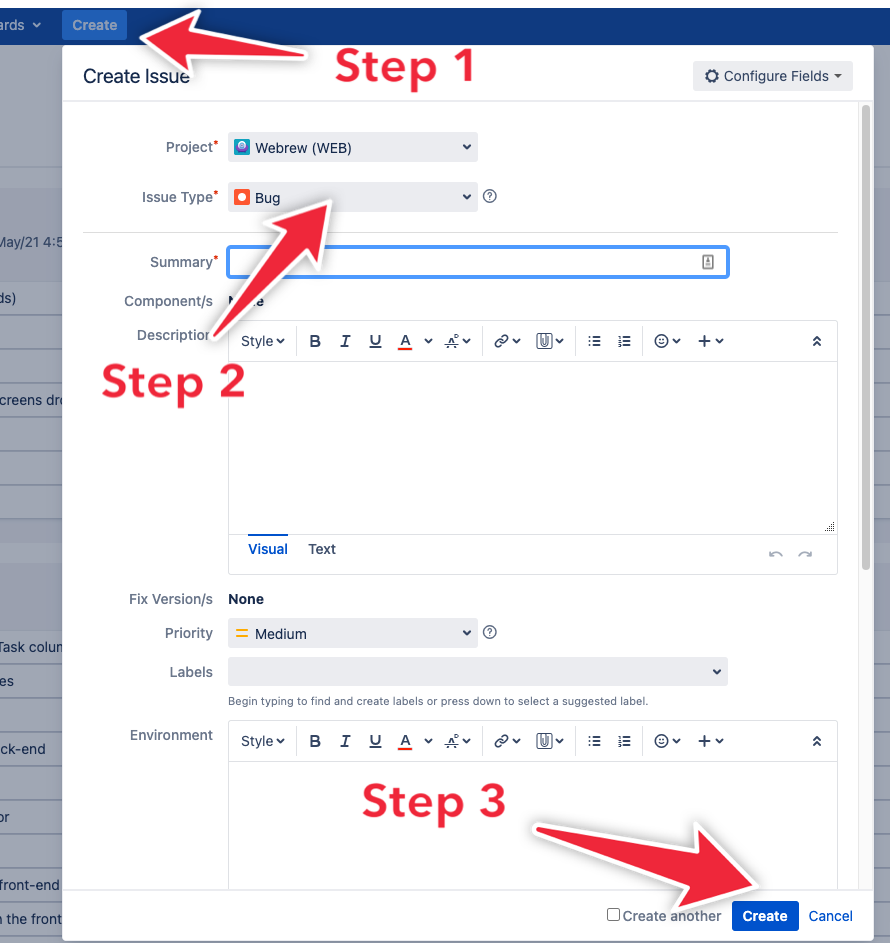 ards Create
Step 1
Create Issue Configure Fields
Project* Webrew (WEB)
Issue Type* Bug
May/21 4:5
Summary*
ds)
Component/s
Description Style B I U A
Step 2
creens dro
Visual Text
Fix Version/s None
Priority Medium
Task colum
Labels
es
Begin typing to find and create labels or press down to select a suggested label.
Environment Style B I U A
ck-end
Step 3
or
front-end
n the front
Create another Create Cancel